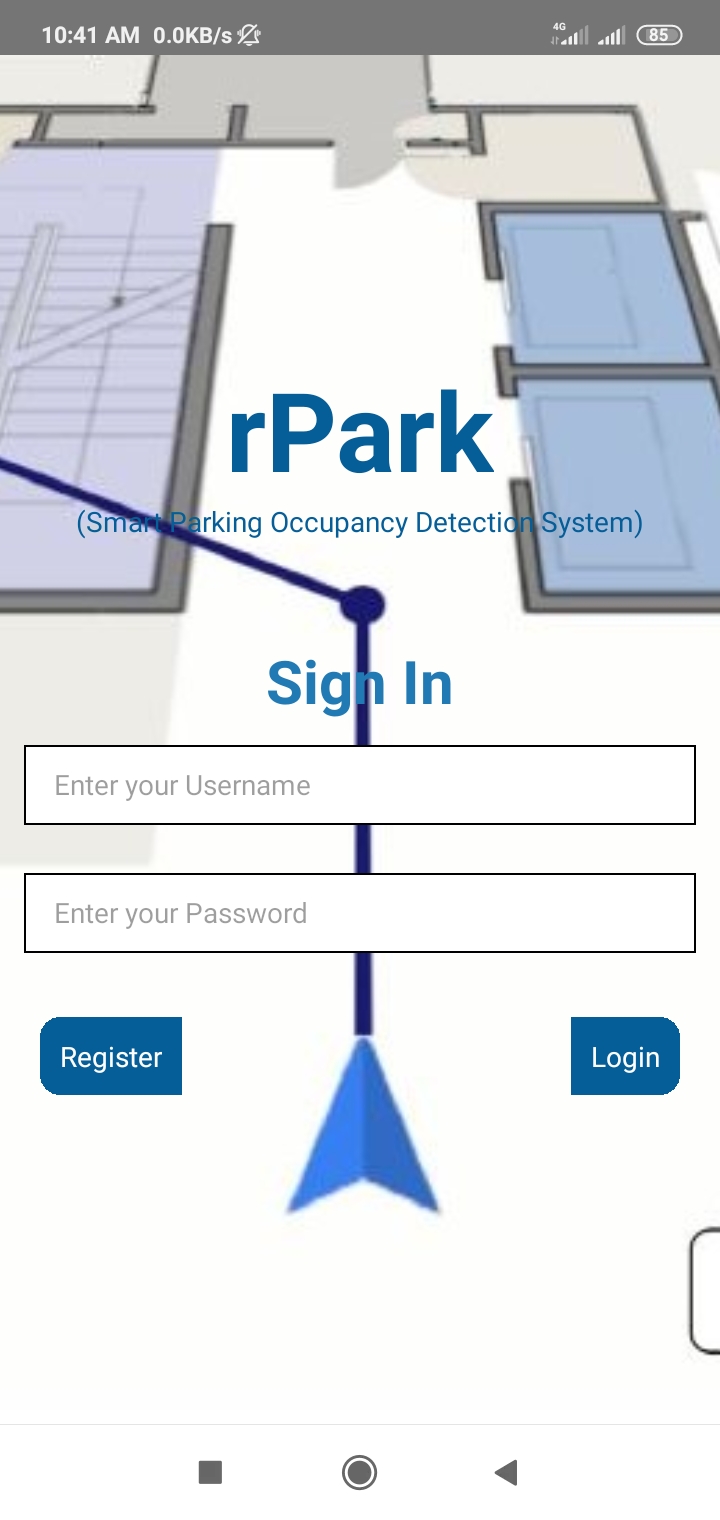 10:41 AM 0.0KB/s 4G 85
rPark
(Smart Parking Occupancy Detection System)
Sign In
Enter your Username
Enter your Password
Register Login